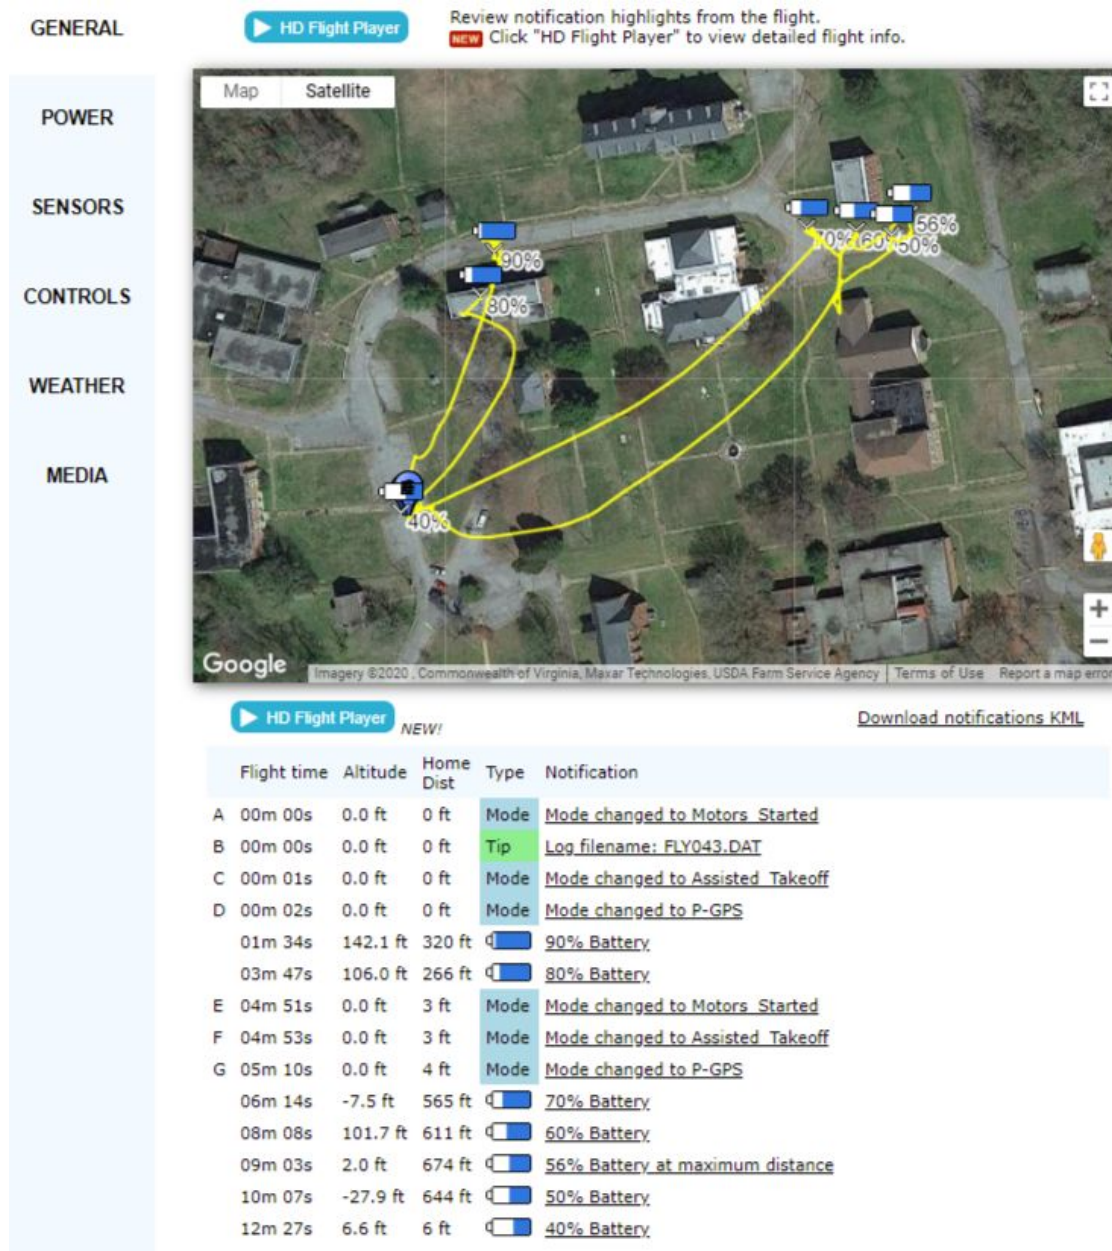 GENERAL
HD Flight Player
Review notification highlights from the flight.
NEW Click "HD Flight Player" to view detailed flight info.
POWER
SENSORS
CONTROLS
WEATHER
MEDIA
Map Satellite
56%
70% 60 50%
90%
80%
40%
Google
Imagery ©2020 , Commonwealth of Virginia, Maxar Technologies, USDA Farm Service Agency Terms of Use Report a map error
HD Flight Player NEW!
Download notifications KML
Flight time Altitude Home Dist Type Notification
A 00m 00s 0.0 ft 0 ft Mode Mode changed to Motors_Started
B 00m 00s 0.0 ft 0 ft Tip Log filename: FLY043.DAT
C 00m 01s 0.0 ft 0 ft Mode Mode changed to Assisted_Takeoff
D 00m 02s 0.0 ft 0 ft Mode Mode changed to P-GPS
01m 34s 142.1 ft 320 ft 90% Battery
03m 47s 106.0 ft 266 ft 80% Battery
E 04m 51s 0.0 ft 3 ft Mode Mode changed to Motors_Started
F 04m 53s 0.0 ft 3 ft Mode Mode changed to Assisted_Takeoff
G 05m 10s 0.0 ft 4 ft Mode Mode changed to P-GPS
06m 14s -7.5 ft 565 ft 70% Battery
08m 08s 101.7 ft 611 ft 60% Battery
09m 03s 2.0 ft 674 ft 56% Battery at maximum distance
10m 07s -27.9 ft 644 ft 50% Battery
12m 27s 6.6 ft 6 ft 40% Battery